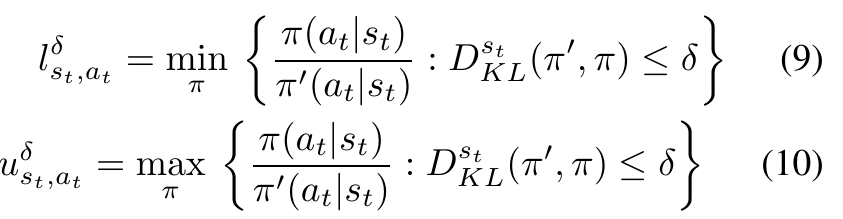 l^δ_{s_t,a_t} = min_π { π(a_t|s_t) / π′(a_t|s_t) : D^{s_t}_{KL}(π′, π) ≤ δ } (9)
u^δ_{s_t,a_t} = max_π { π(a_t|s_t) / π′(a_t|s_t) : D^{s_t}_{KL}(π′, π) ≤ δ } (10)